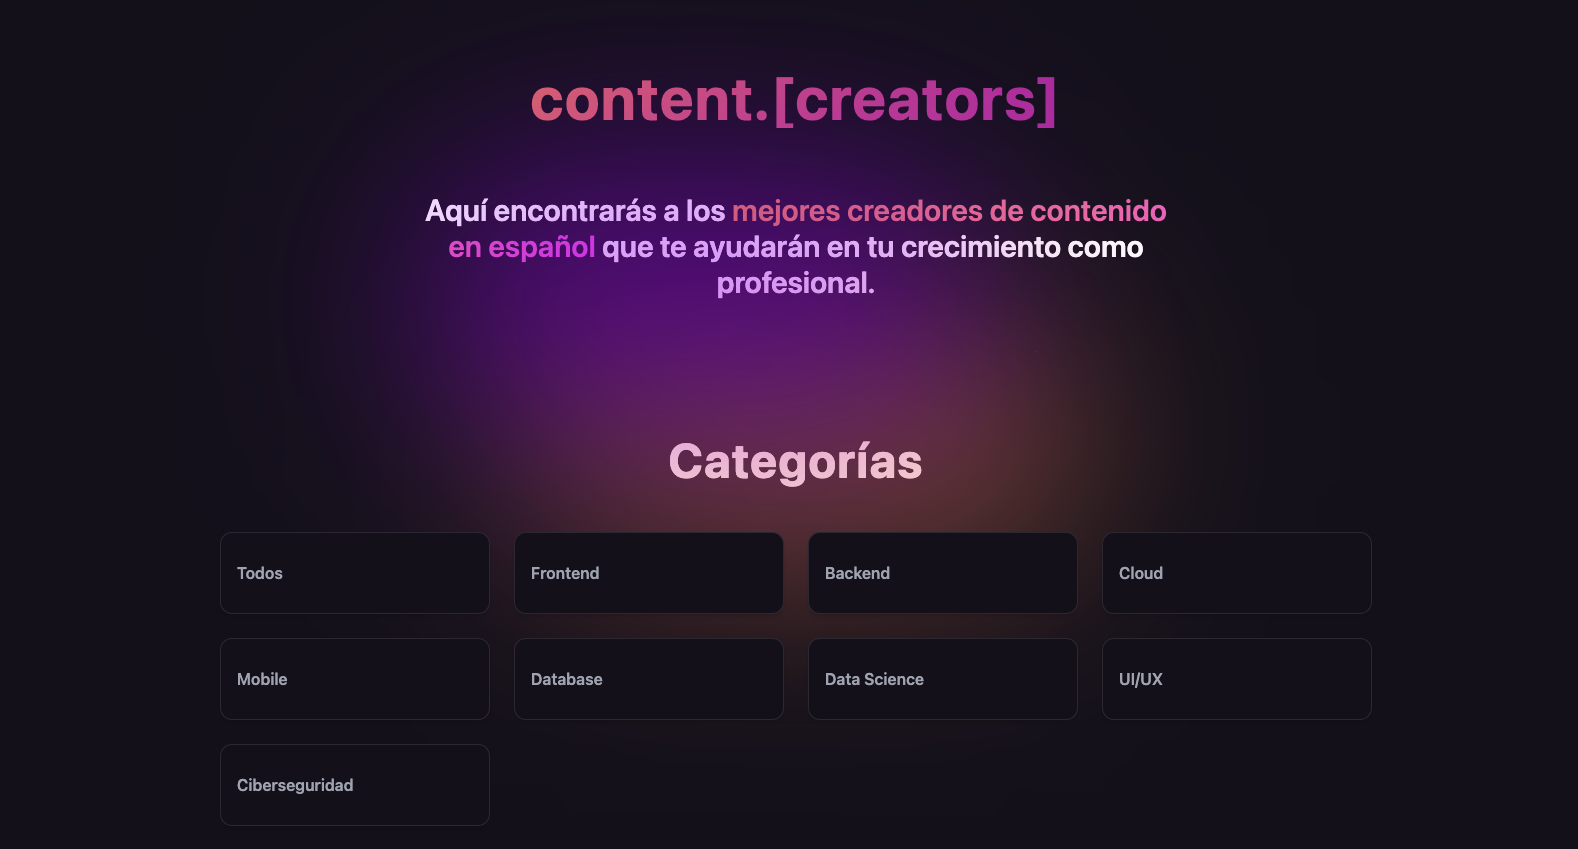 content.[creators]
Aquí encontrarás a los mejores creadores de contenido
en español que te ayudarán en tu crecimiento como
profesional.
Categorías
Todos
Frontend
Backend
Cloud
Mobile
Database
Data Science
UI/UX
Ciberseguridad